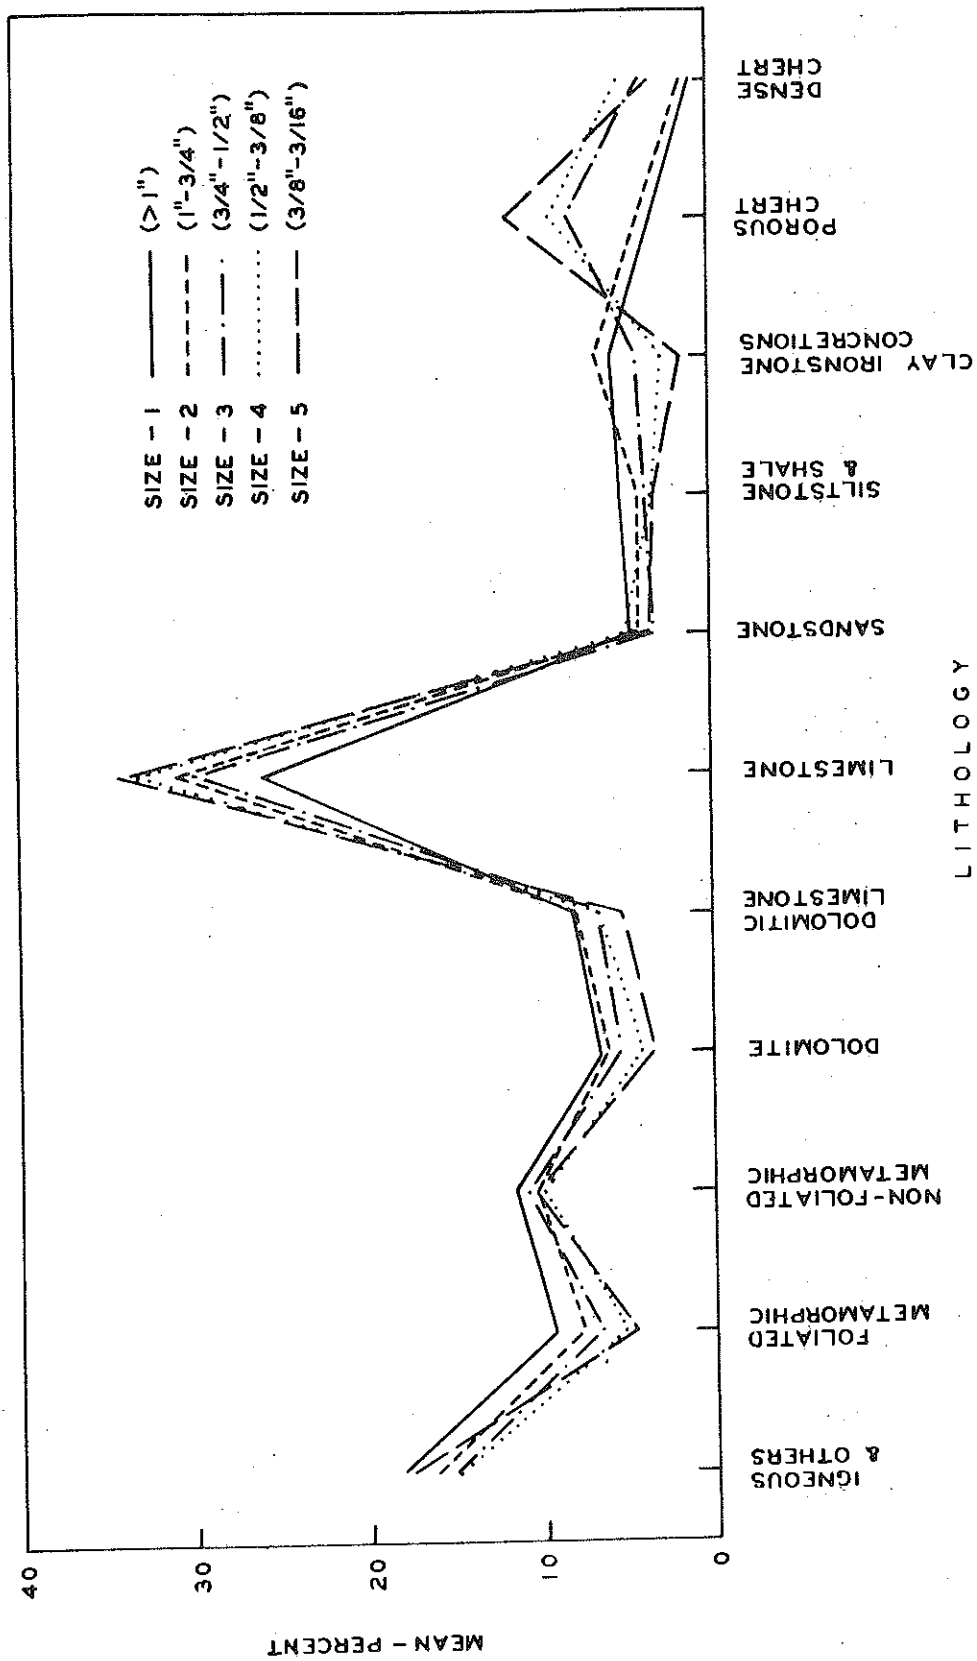 SIZE - 1 (>1")
SIZE - 2 (1"-3/4")
SIZE - 3 (3/4"-1/2")
SIZE - 4 (1/2"-3/8")
SIZE - 5 (3/8"-3/16")
MEAN - PERCENT
40
30
20
10
0
IGNEOUS
& OTHERS
FOLIATED
METAMORPHIC
NON-FOLIATED
METAMORPHIC
DOLOMITE
DOLOMITIC
LIMESTONE
LIMESTONE
SANDSTONE
SILTSTONE
& SHALE
CLAY IRONSTONE
CONCRETIONS
POROUS
CHERT
DENSE
CHERT
LITHOLOGY